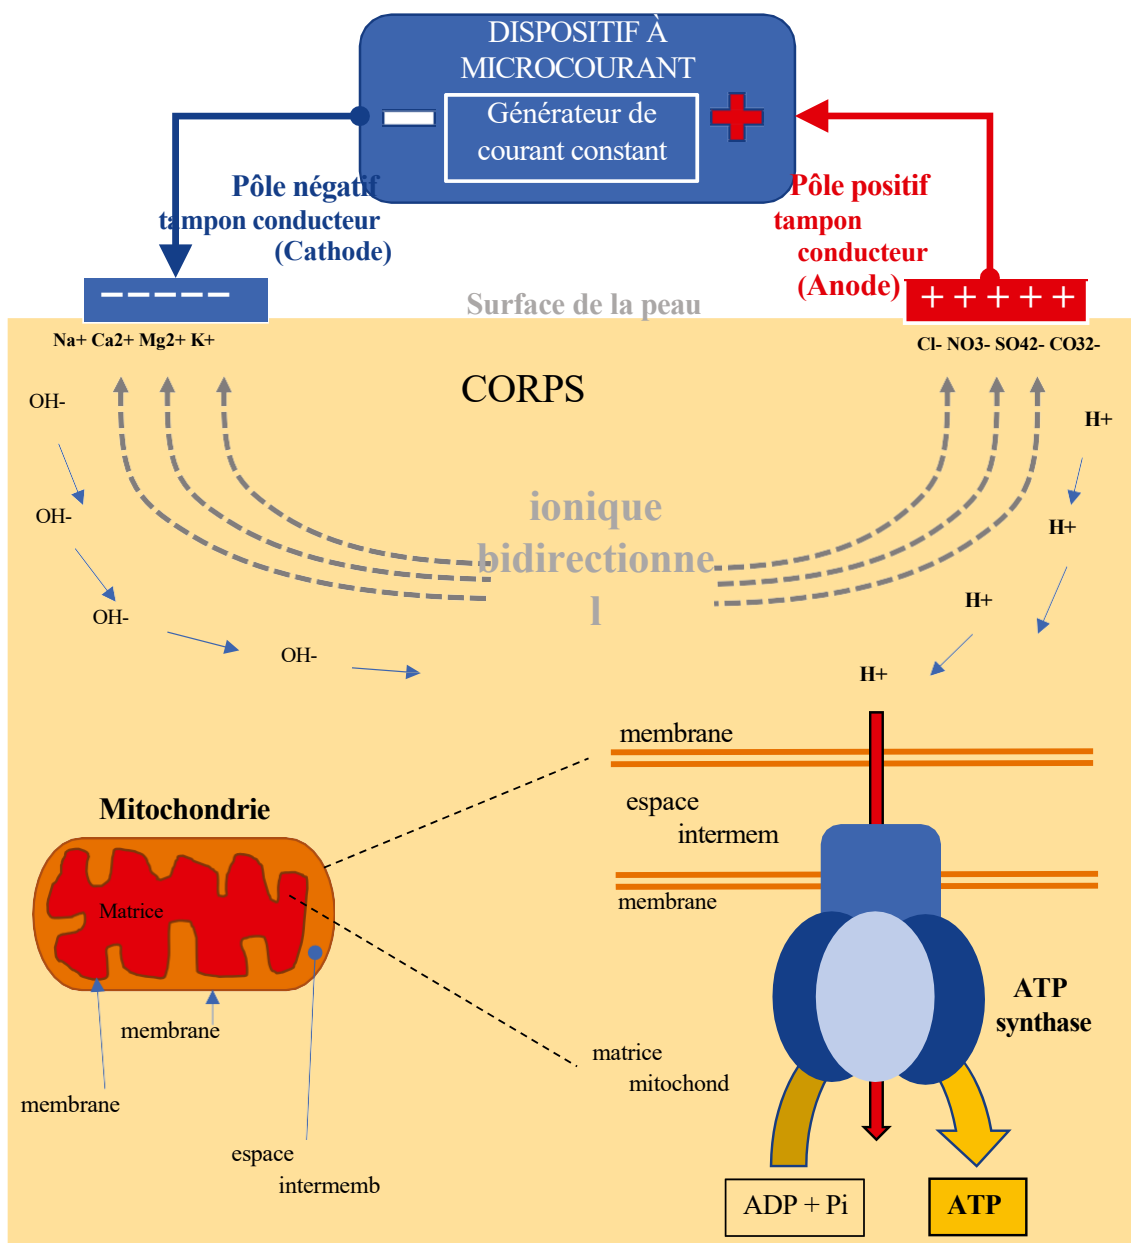 DISPOSITIF À
MICROCOURANT
Générateur de
courant constant
Pôle négatif
tampon conducteur
(Cathode)
Pôle positif
tampon
conducteur
(Anode)
Surface de la peau
Na+ Ca2+ Mg2+ K+
Cl- NO3- SO42- CO32-
CORPS
OH-
H+
ionique
bidirectionne
l
OH-
H+
OH-
H+
OH-
H+
membrane
espace
intermem
membrane
Mitochondrie
Matrice
membrane
membrane
espace
intermemb
matrice
mitochond
ATP
synthase
ADP + Pi
ATP